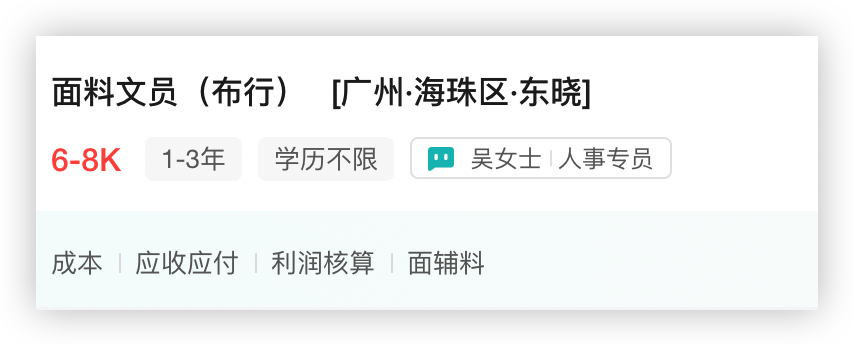 面料文员（布行） [广州·海珠区·东晓]
6-8K 1-3年 学历不限 吴女士 | 人事专员
成本 | 应收应付 | 利润核算 | 面辅料